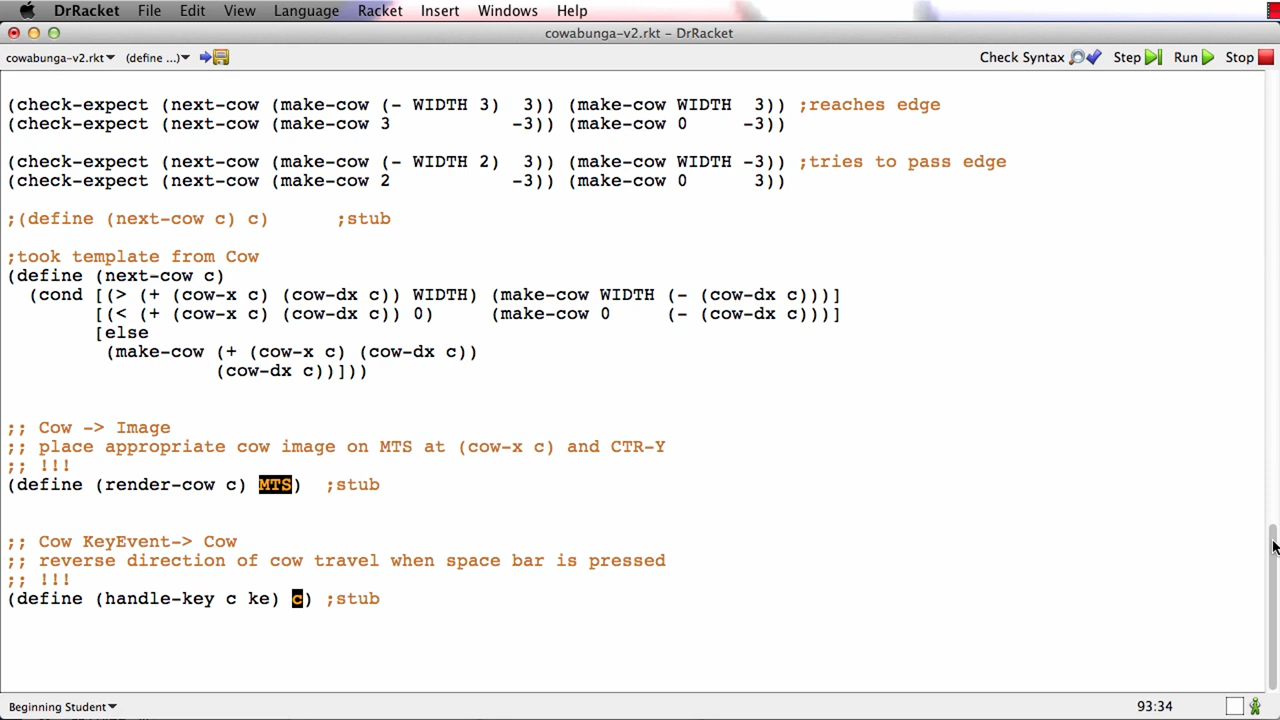 DrRacket File Edit View Language Racket Insert Windows Help
cowabunga-v2.rkt – DrRacket
cowabunga-v2.rkt (define ...) Check Syntax Step Run Stop
(check-expect (next-cow (make-cow (- WIDTH 3)  3)) (make-cow WIDTH  3)) ;reaches edge
(check-expect (next-cow (make-cow 3           -3)) (make-cow 0     -3))
(check-expect (next-cow (make-cow (- WIDTH 2)  3)) (make-cow WIDTH -3)) ;tries to pass edge
(check-expect (next-cow (make-cow 2           -3)) (make-cow 0      3))
;(define (next-cow c) c)      ;stub
;took template from Cow
(define (next-cow c)
  (cond [(> (+ (cow-x c) (cow-dx c)) WIDTH) (make-cow WIDTH (- (cow-dx c)))]
        [(< (+ (cow-x c) (cow-dx c)) 0)     (make-cow 0     (- (cow-dx c)))]
        [else
         (make-cow (+ (cow-x c) (cow-dx c))
                   (cow-dx c))]))
;; Cow -> Image
;; place appropriate cow image on MTS at (cow-x c) and CTR-Y
;; !!!
(define (render-cow c) MTS)  ;stub
;; Cow KeyEvent-> Cow
;; reverse direction of cow travel when space bar is pressed
;; !!!
(define (handle-key c ke) c) ;stub
Beginning Student 93:34